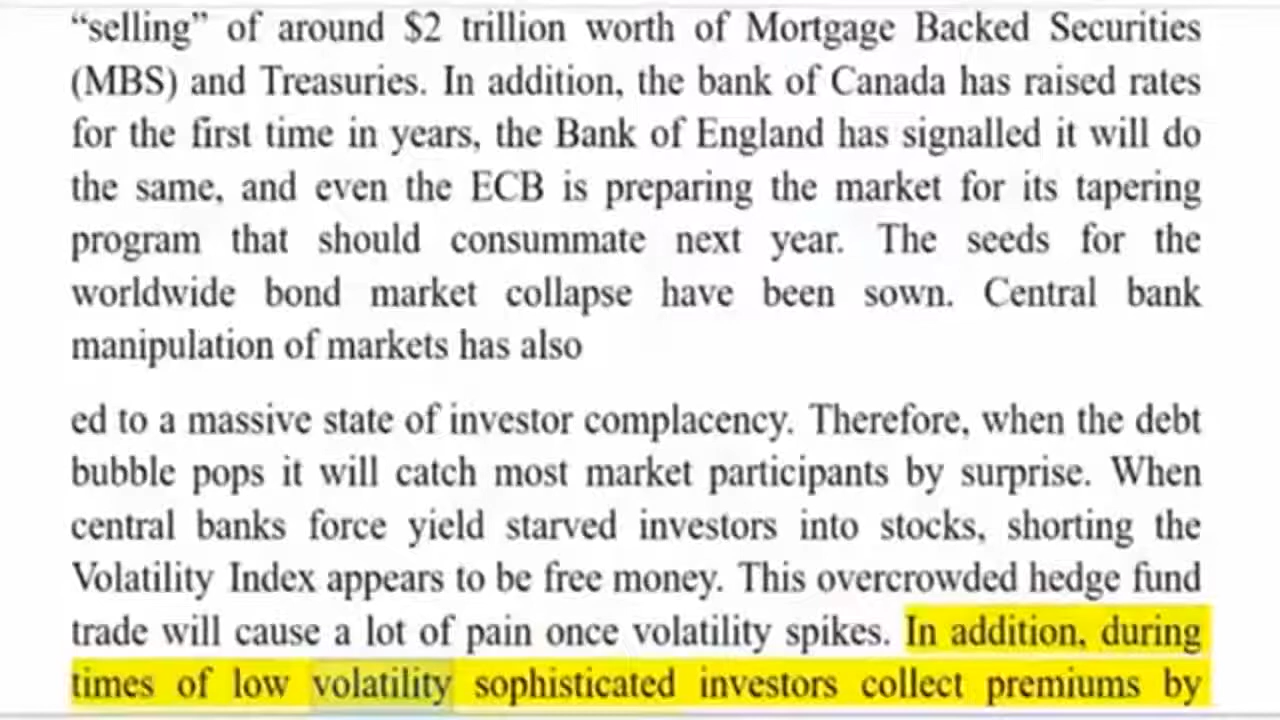 “selling” of around $2 trillion worth of Mortgage Backed Securities
(MBS) and Treasuries. In addition, the bank of Canada has raised rates
for the first time in years, the Bank of England has signalled it will do
the same, and even the ECB is preparing the market for its tapering
program that should consummate next year. The seeds for the
worldwide bond market collapse have been sown. Central bank
manipulation of markets has also
ed to a massive state of investor complacency. Therefore, when the debt
bubble pops it will catch most market participants by surprise. When
central banks force yield starved investors into stocks, shorting the
Volatility Index appears to be free money. This overcrowded hedge fund
trade will cause a lot of pain once volatility spikes. In addition, during
times of low volatility sophisticated investors collect premiums by